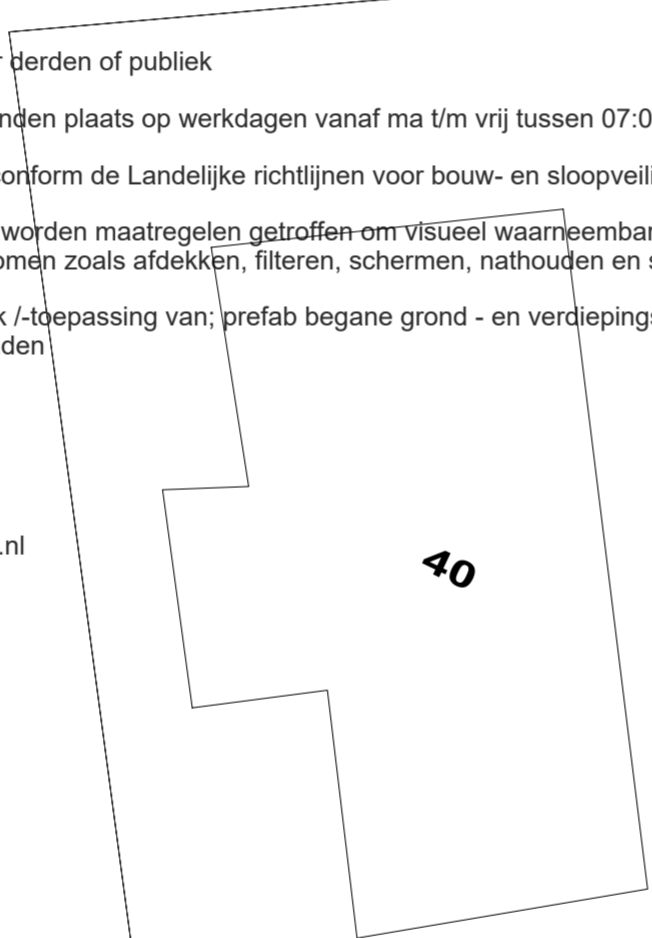 derden of publiek
nden plaats op werkdagen vanaf ma t/m vrij tussen 07:0
conform de Landelijke richtlijnen voor bouw- en sloopveili
worden maatregelen getroffen om visueel waarneembar
omen zoals afdekken, filteren, schermen, nathouden en s
k /-toepassing van; prefab begane grond - en verdiepings
den
.nl
40